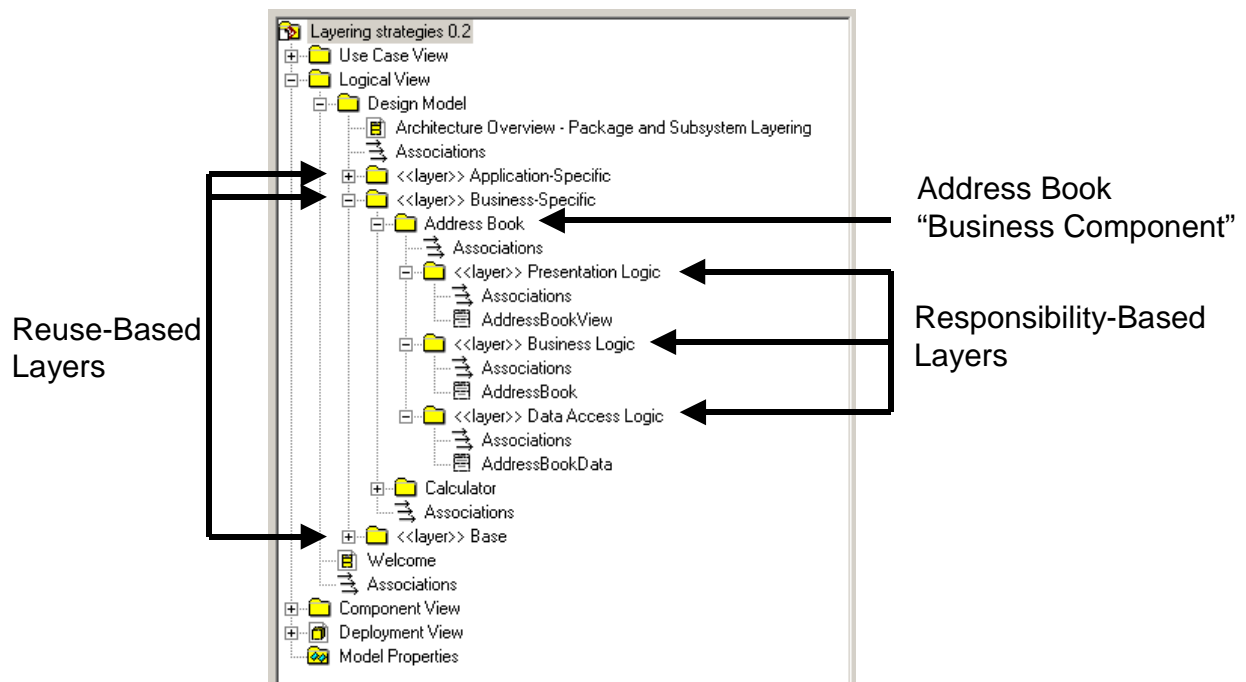 Layering strategies 0.2
Use Case View
Logical View
Design Model
Architecture Overview - Package and Subsystem Layering
Associations
<<layer>> Application-Specific
<<layer>> Business-Specific
Address Book
Associations
<<layer>> Presentation Logic
Associations
AddressBookView
<<layer>> Business Logic
Associations
AddressBook
<<layer>> Data Access Logic
Associations
AddressBookData
Calculator
Associations
<<layer>> Base
Welcome
Associations
Component View
Deployment View
Model Properties
Reuse-Based
Layers
Address Book
“Business Component”
Responsibility-Based
Layers